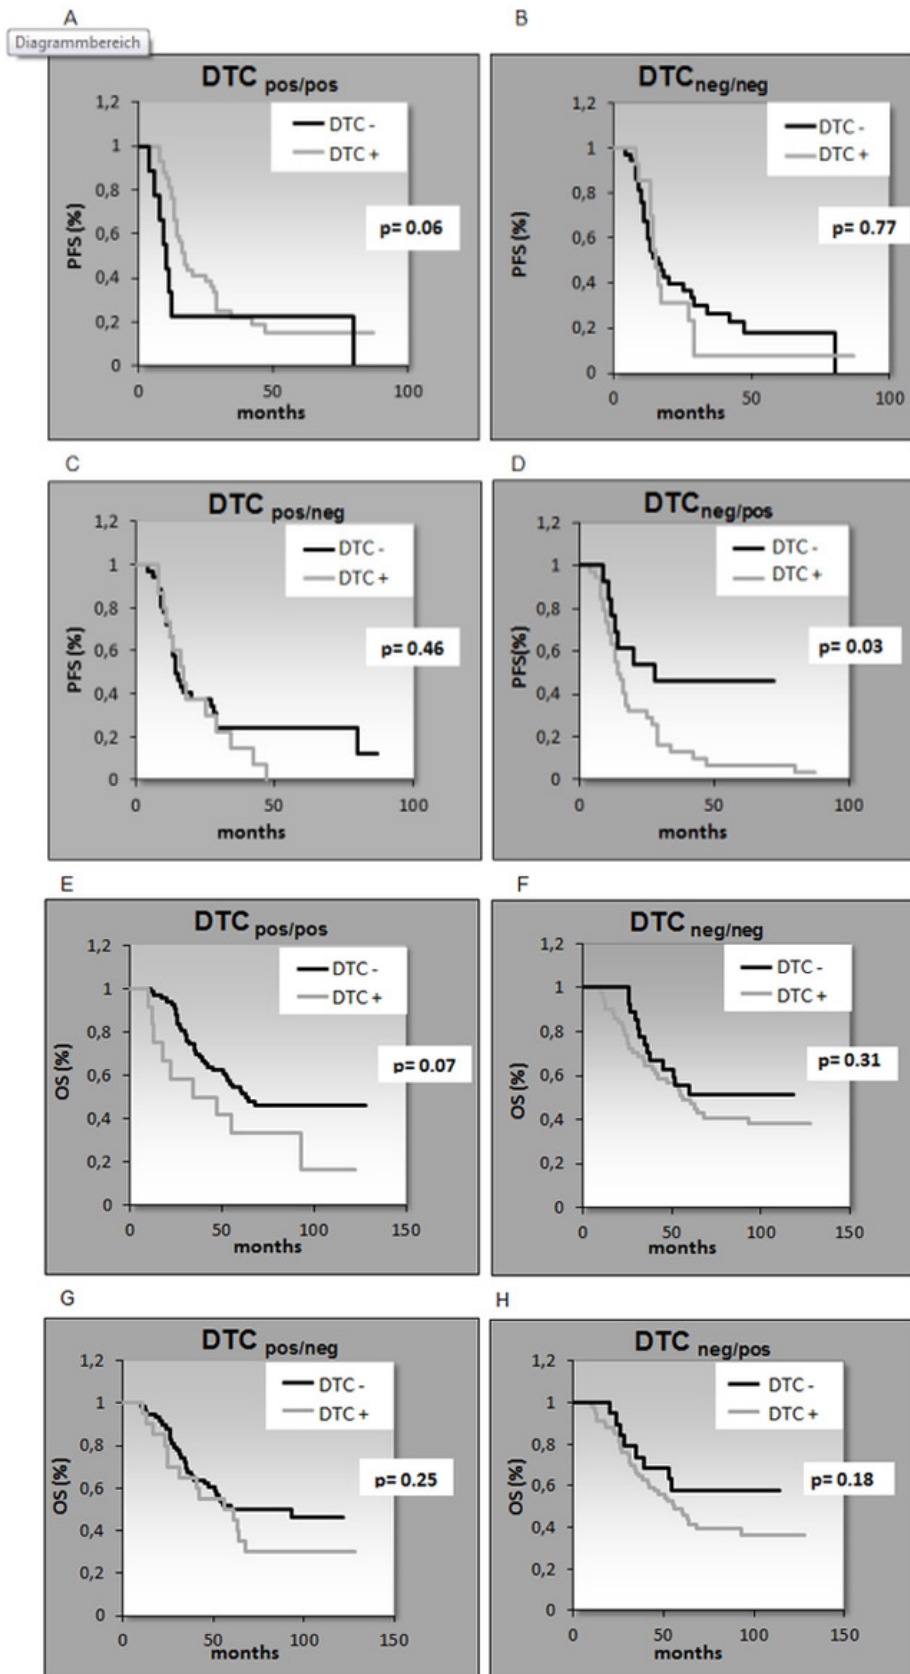 A
B
Diagrammbereich
DTC pos/pos
1,2
1
0,8
0,6
0,4
0,2
0
PFS (%)
DTC -
DTC +
p= 0.06
0
50
100
months
DTC neg/neg
1,2
1
0,8
0,6
0,4
0,2
0
PFS (%)
DTC -
DTC +
p= 0.77
0
50
100
months
C
D
DTC pos/neg
1,2
1
0,8
0,6
0,4
0,2
0
PFS (%)
DTC -
DTC +
p= 0.46
0
50
100
months
DTC neg/pos
1,2
1
0,8
0,6
0,4
0,2
0
PFS(%)
DTC -
DTC +
p= 0.03
0
50
100
months
E
F
DTC pos/pos
1,2
1
0,8
0,6
0,4
0,2
0
OS (%)
DTC -
DTC +
p= 0.07
0
50
100
150
months
DTC neg/neg
1,2
1
0,8
0,6
0,4
0,2
0
OS (%)
DTC -
DTC +
p= 0.31
0
50
100
150
months
G
H
DTC pos/neg
1,2
1
0,8
0,6
0,4
0,2
0
OS (%)
DTC -
DTC +
p= 0.25
0
50
100
150
months
DTC neg/pos
1,2
1
0,8
0,6
0,4
0,2
0
OS (%)
DTC -
DTC +
p= 0.18
0
50
100
150
months